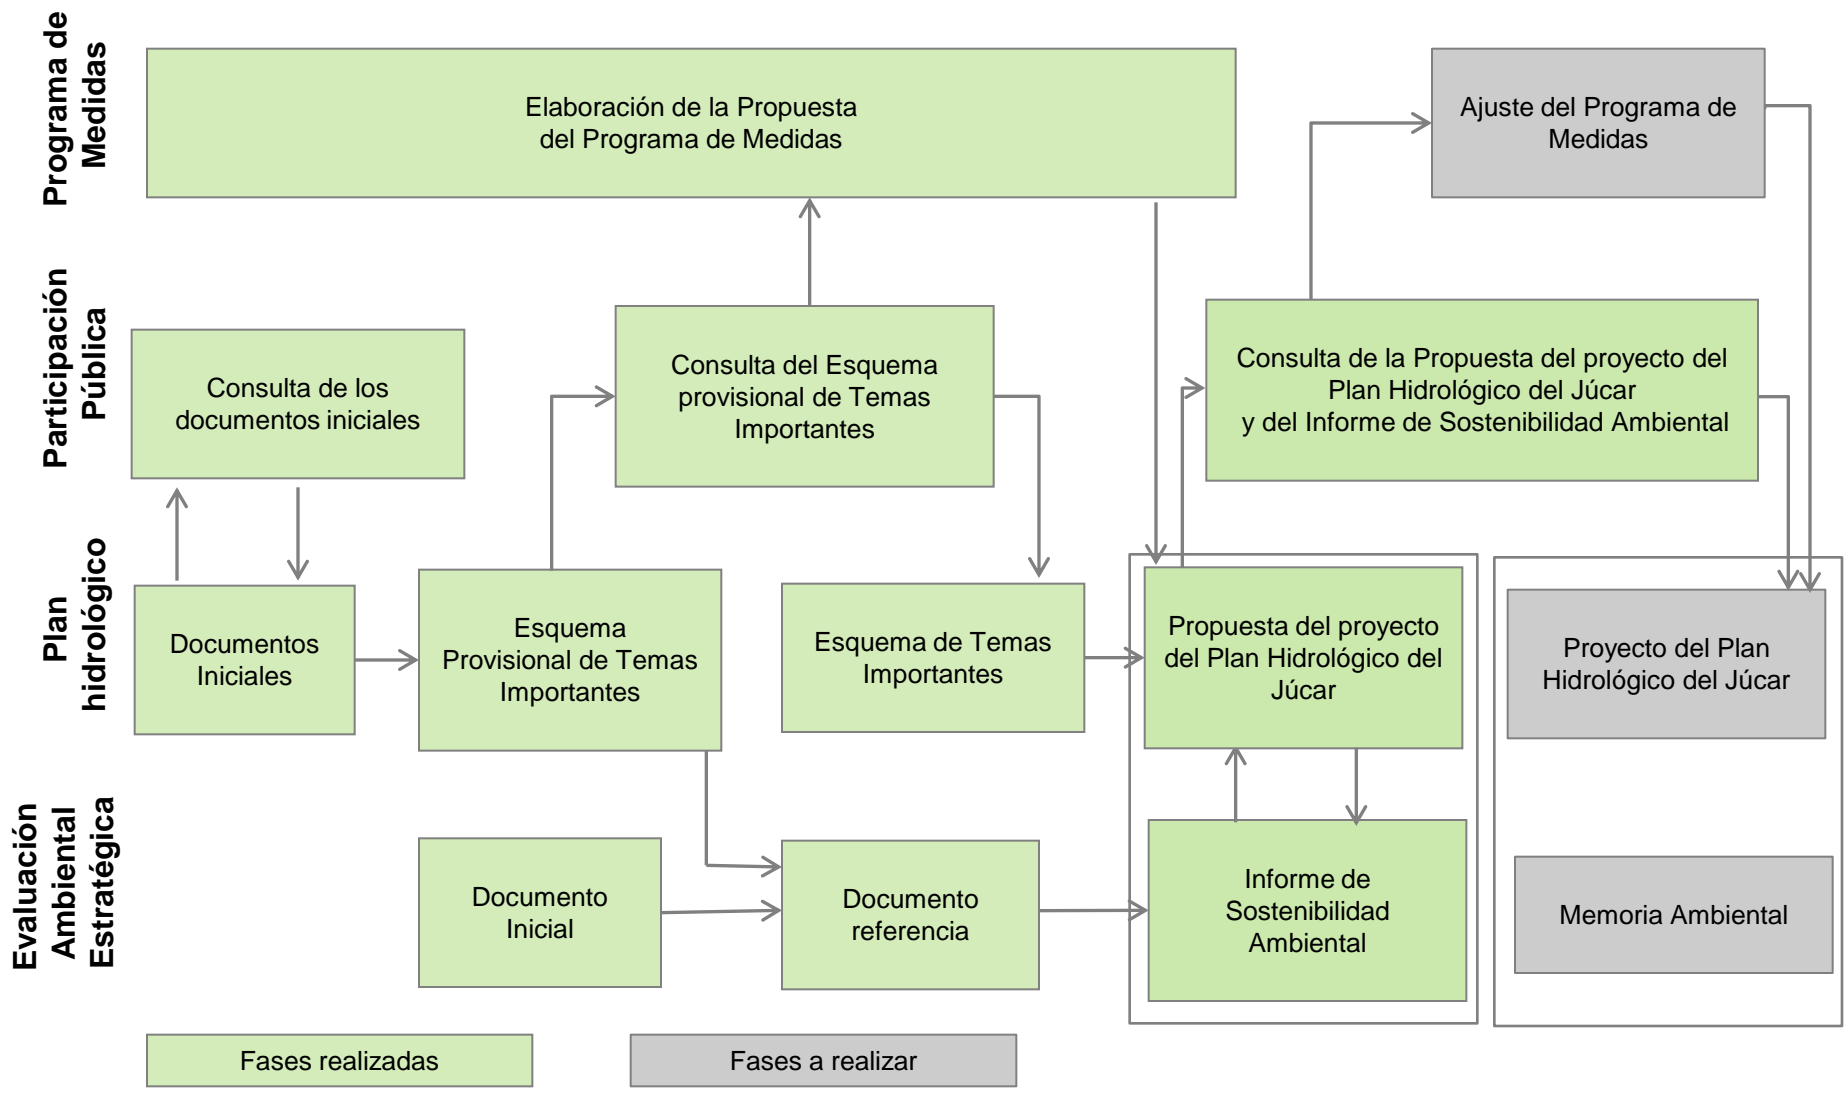 Programa de
Medidas
Elaboración de la Propuesta
del Programa de Medidas
Ajuste del Programa de
Medidas
Participación
Pública
Consulta de los
documentos iniciales
Consulta del Esquema
provisional de Temas
Importantes
Consulta de la Propuesta del proyecto del
Plan Hidrológico del Júcar
y del Informe de Sostenibilidad Ambiental
Plan
hidrológico
Documentos
Iniciales
Esquema
Provisional de Temas
Importantes
Esquema de Temas
Importantes
Propuesta del proyecto
del Plan Hidrológico del
Júcar
Proyecto del Plan
Hidrológico del Júcar
Evaluación
Ambiental
Estratégica
Documento
Inicial
Documento
referencia
Informe de
Sostenibilidad
Ambiental
Memoria Ambiental
Fases realizadas
Fases a realizar